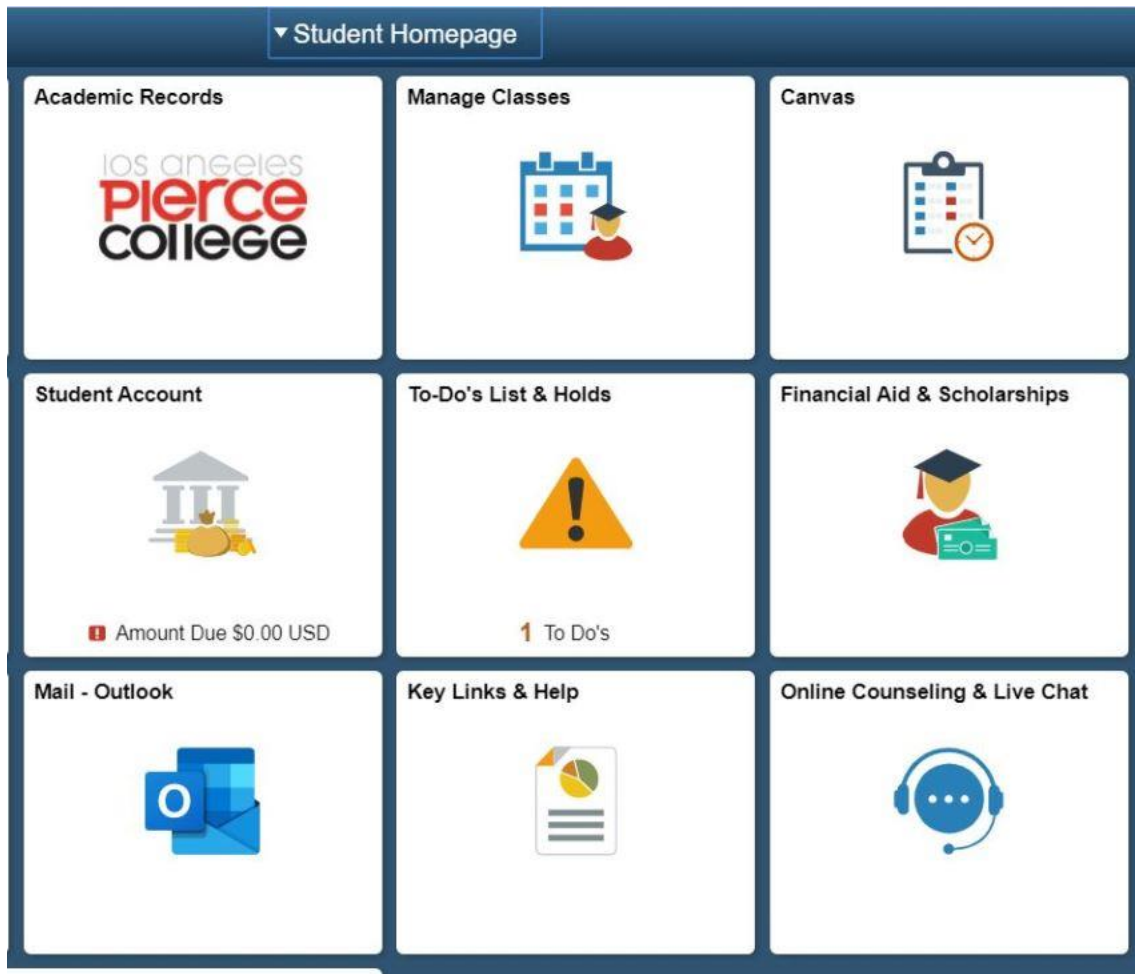 Student Homepage
Academic Records
Manage Classes
Canvas
los angeles
Pierce
college
Student Account
To-Do's List & Holds
Financial Aid & Scholarships
Amount Due $0.00 USD
1 To Do's
Mail - Outlook
Key Links & Help
Online Counseling & Live Chat
O